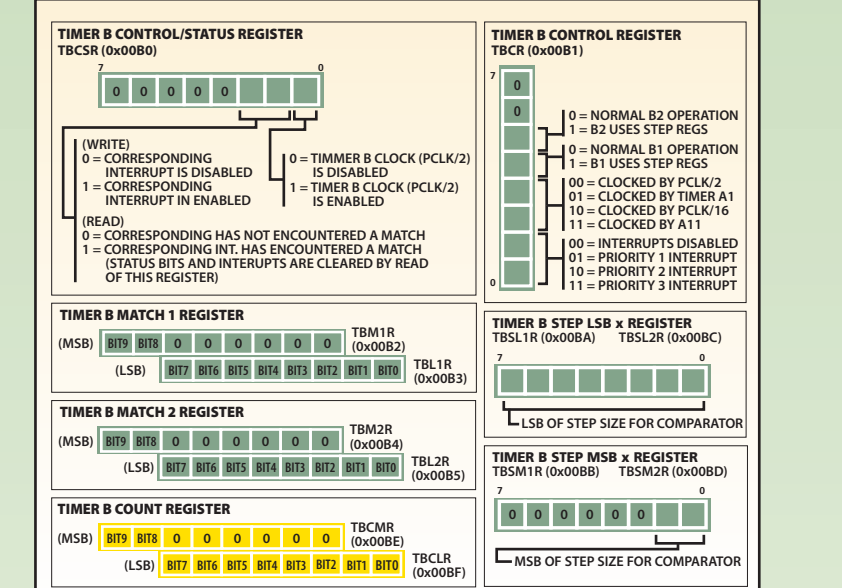 TIMER B CONTROL/STATUS REGISTER
TBCSR (0x00B0)
7 0
0 0 0 0 0
(WRITE)
0 = CORRESPONDING
INTERRUPT IS DISABLED
1 = CORRESPONDING
INTERRUPT IN ENABLED
(READ)
0 = CORRESPONDING HAS NOT ENCOUNTERED A MATCH
1 = CORRESPONDING INT. HAS ENCOUNTERED A MATCH
(STATUS BITS AND INTERUPTS ARE CLEARED BY READ
OF THIS REGISTER)
0 = TIMMER B CLOCK (PCLK/2)
IS DISABLED
1 = TIMER B CLOCK (PCLK/2)
IS ENABLED
TIMER B CONTROL REGISTER
TBCR (0x00B1)
7
0
0
0
0 = NORMAL B2 OPERATION
1 = B2 USES STEP REGS
0 = NORMAL B1 OPERATION
1 = B1 USES STEP REGS
00 = CLOCKED BY PCLK/2
01 = CLOCKED BY TIMER A1
10 = CLOCKED BY PCLK/16
11 = CLOCKED BY A11
00 = INTERRUPTS DISABLED
01 = PRIORITY 1 INTERRUPT
10 = PRIORITY 2 INTERRUPT
11 = PRIORITY 3 INTERRUPT
TIMER B MATCH 1 REGISTER
(MSB) BIT9 BIT8 0 0 0 0 0 0 TBM1R
(0x00B2)
(LSB) BIT7 BIT6 BIT5 BIT4 BIT3 BIT2 BIT1 BIT0 TBL1R
(0x00B3)
TIMER B MATCH 2 REGISTER
(MSB) BIT9 BIT8 0 0 0 0 0 0 TBM2R
(0x00B4)
(LSB) BIT7 BIT6 BIT5 BIT4 BIT3 BIT2 BIT1 BIT0 TBL2R
(0x00B5)
TIMER B COUNT REGISTER
(MSB) BIT9 BIT8 0 0 0 0 0 0 TBCMR
(0x00BE)
(LSB) BIT7 BIT6 BIT5 BIT4 BIT3 BIT2 BIT1 BIT0 TBCLR
(0x00BF)
TIMER B STEP LSB x REGISTER
TBSL1R (0x00BA) TBSL2R (0x00BC)
7 0
LSB OF STEP SIZE FOR COMPARATOR
TIMER B STEP MSB x REGISTER
TBSM1R (0x00BB) TBSM2R (0x00BD)
7 0
0 0 0 0 0 0
MSB OF STEP SIZE FOR COMPARATOR